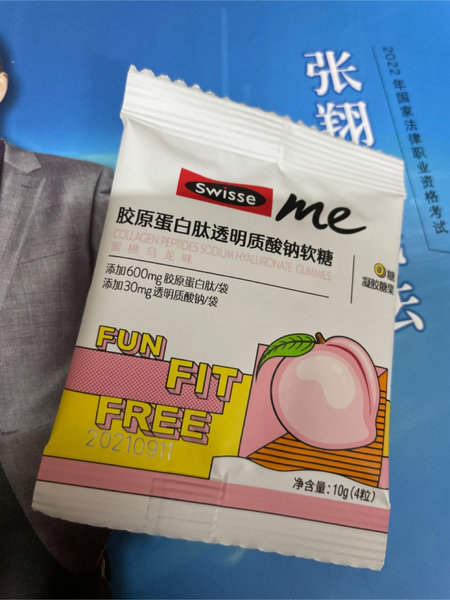 2022年国家法律职业资格考试
张翔
swisse me
胶原蛋白肽透明质酸钠软糖
COLLAGEN PEPTIDES SODIUM HYALURONATE GUMMIES
蜜桃乌龙味
添加600mg胶原蛋白肽/袋
添加30mg透明质酸钠/袋
0糖
凝胶糖果
FUN
FIT
FREE
20210911
净含量:10g(4粒)